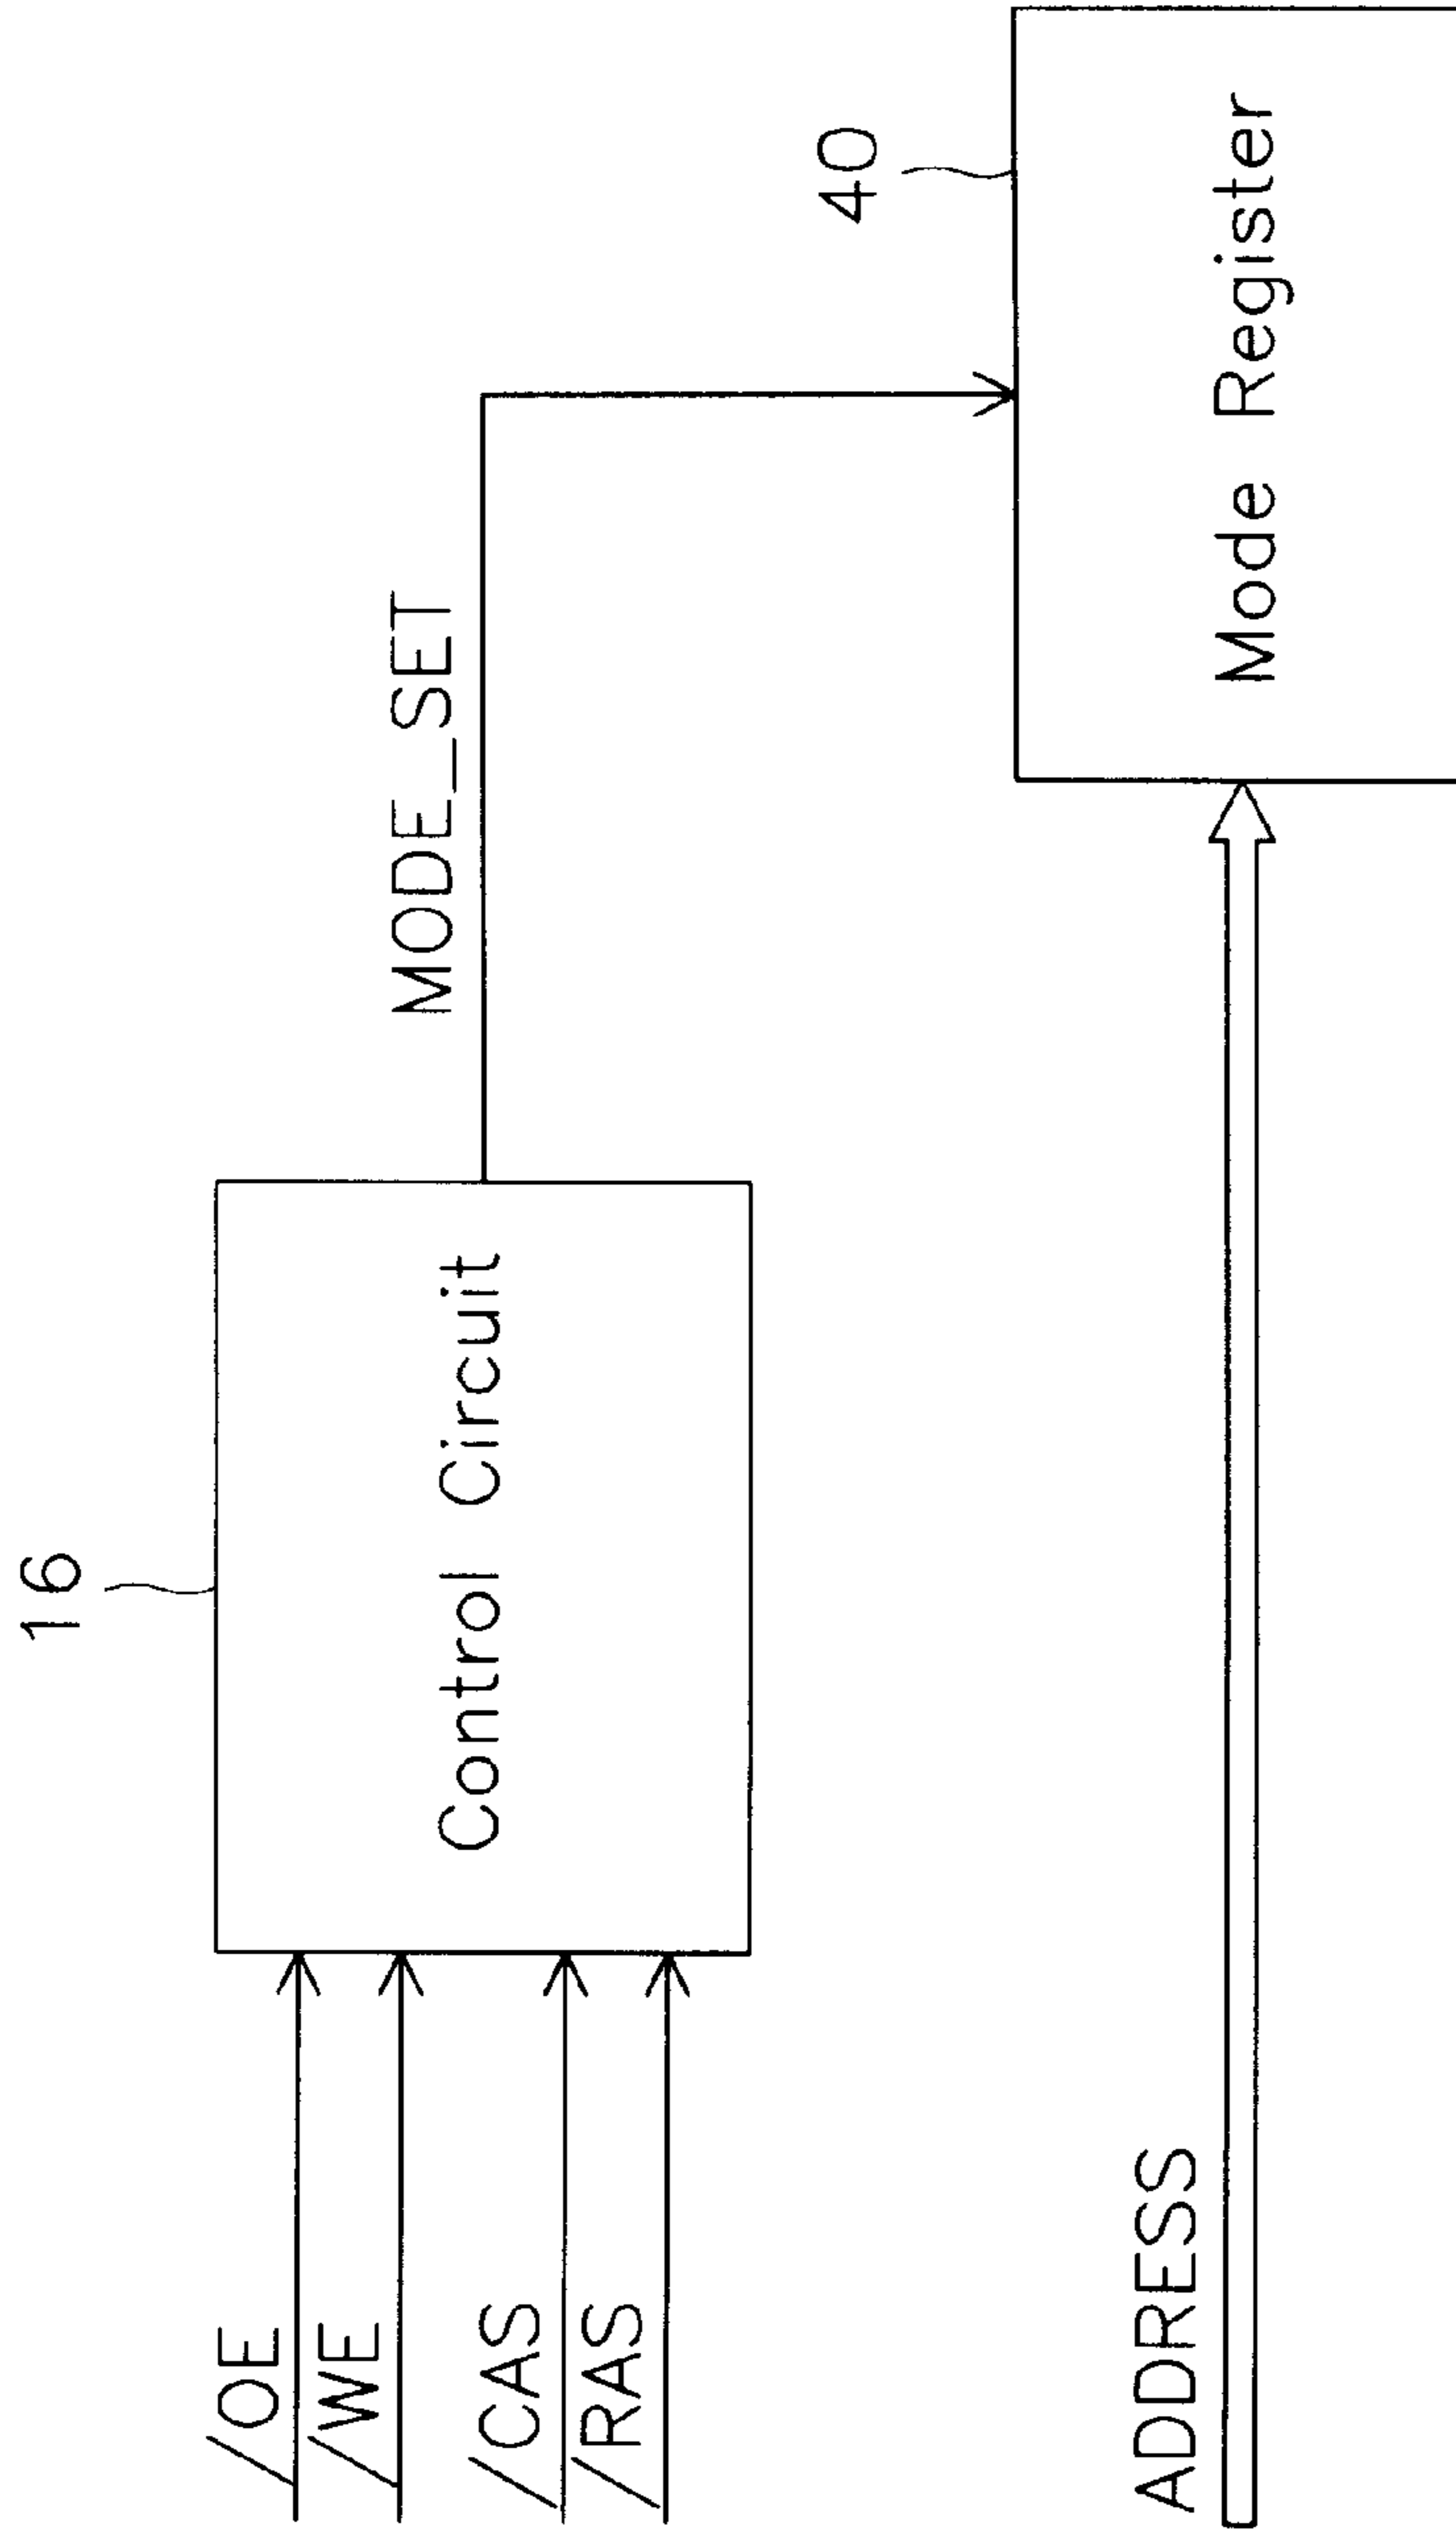 16
/OE
/WE
/CAS
/RAS
Control Circuit
MODE_SET
40
ADDRESS
Mode Register